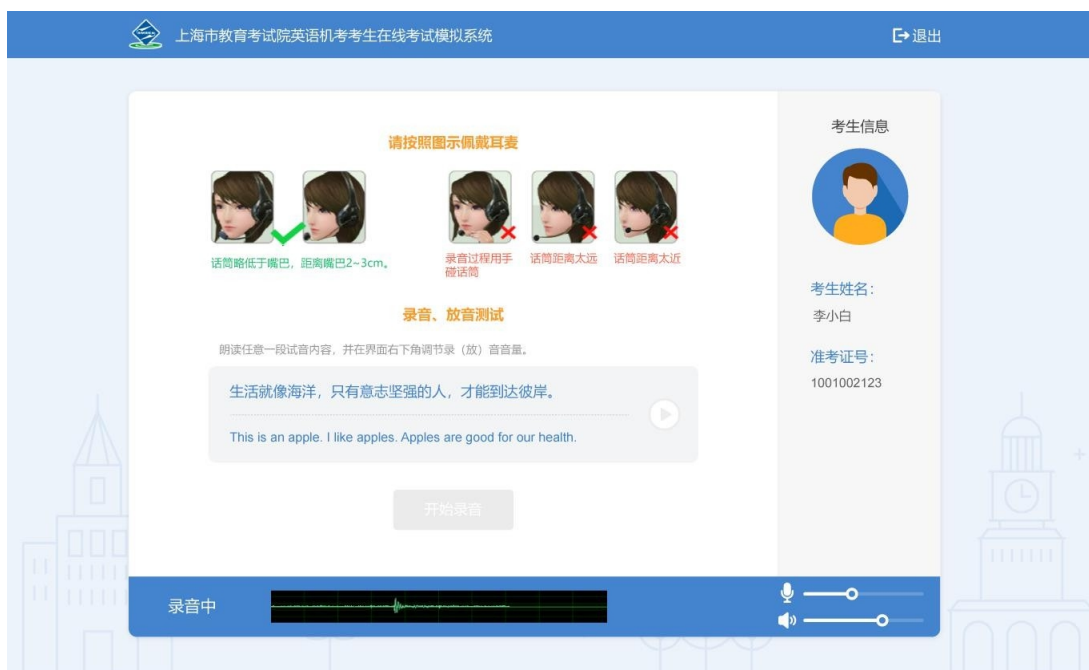 上海市教育考试院英语机考考生在线考试模拟系统
退出
请按照图示佩戴耳麦
话筒略低于嘴巴，距离嘴巴2~3cm。
录音过程用手
碰话筒
话筒距离太远
话筒距离太近
录音、放音测试
朗读任意一段试音内容，并在界面右下角调节录（放）音音量。
生活就像海洋，只有意志坚强的人，才能到达彼岸。
This is an apple. I like apples. Apples are good for our health.
开始录音
录音中
考生信息
考生姓名：
李小白
准考证号：
1001002123